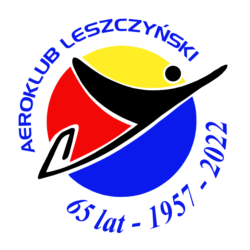 AEROKLUB LESZCZYŃSKI
65 lat - 1957 - 2022